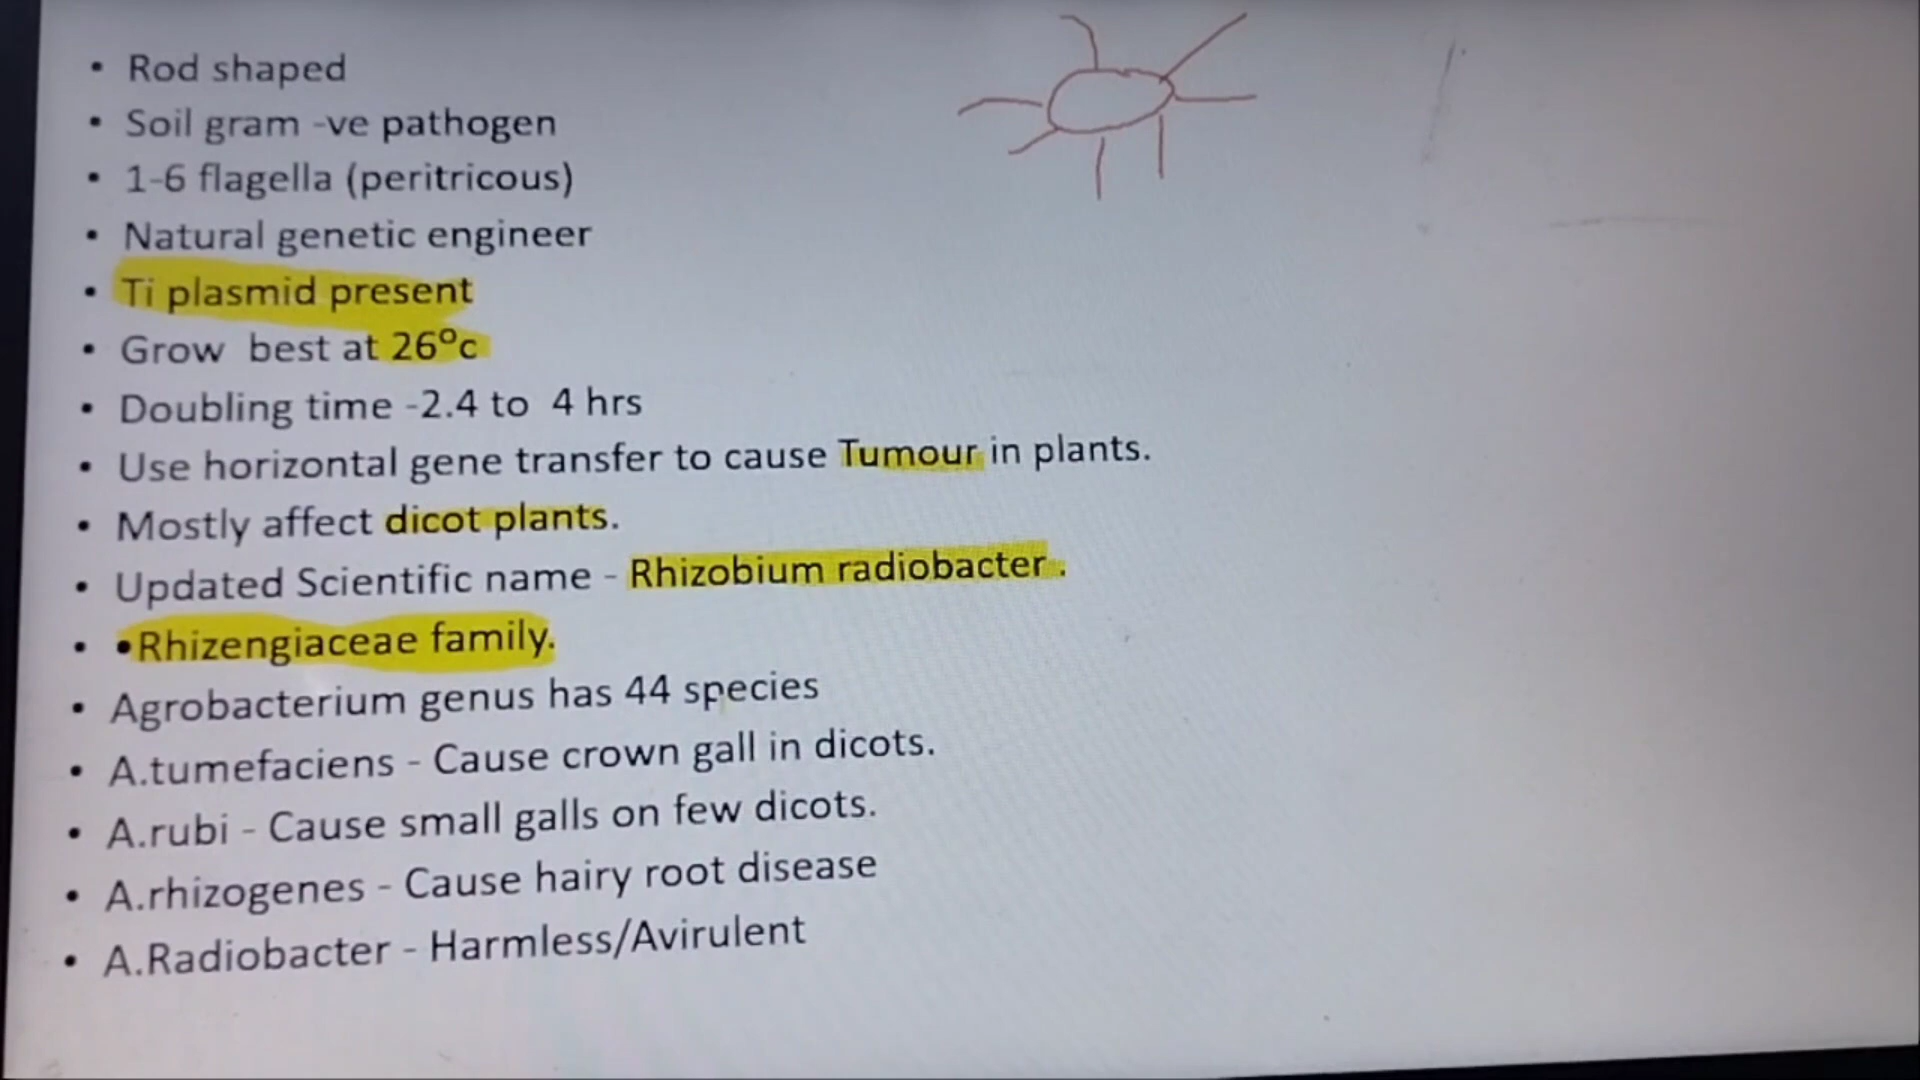 • Rod shaped
• Soil gram -ve pathogen
• 1-6 flagella (peritricous)
• Natural genetic engineer
• Ti plasmid present
• Grow best at 26ºc
• Doubling time -2.4 to 4 hrs
• Use horizontal gene transfer to cause Tumour in plants.
• Mostly affect dicot plants.
• Updated Scientific name - Rhizobium radiobacter .
• •Rhizengiaceae family.
• Agrobacterium genus has 44 species
• A.tumefaciens - Cause crown gall in dicots.
• A.rubi - Cause small galls on few dicots.
• A.rhizogenes - Cause hairy root disease
• A.Radiobacter - Harmless/Avirulent